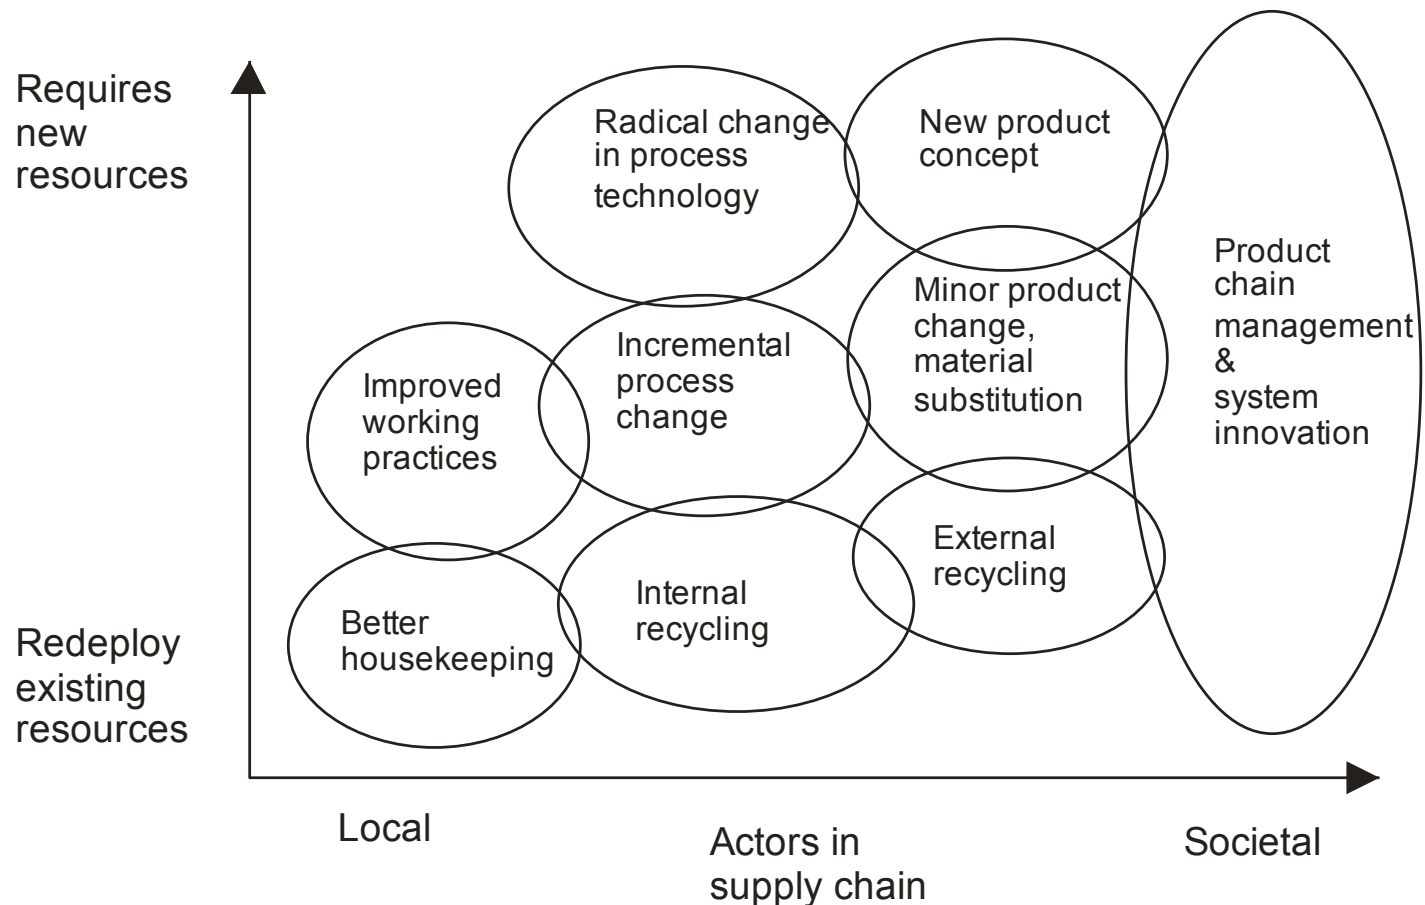 Requires
new
resources
Radical change
in process
technology
New product
concept
Product
chain
management
&
system
innovation
Minor product
change,
material
substitution
Incremental
process
change
Improved
working
practices
External
recycling
Internal
recycling
Better
housekeeping
Redeploy
existing
resources
Local
Actors in
supply chain
Societal